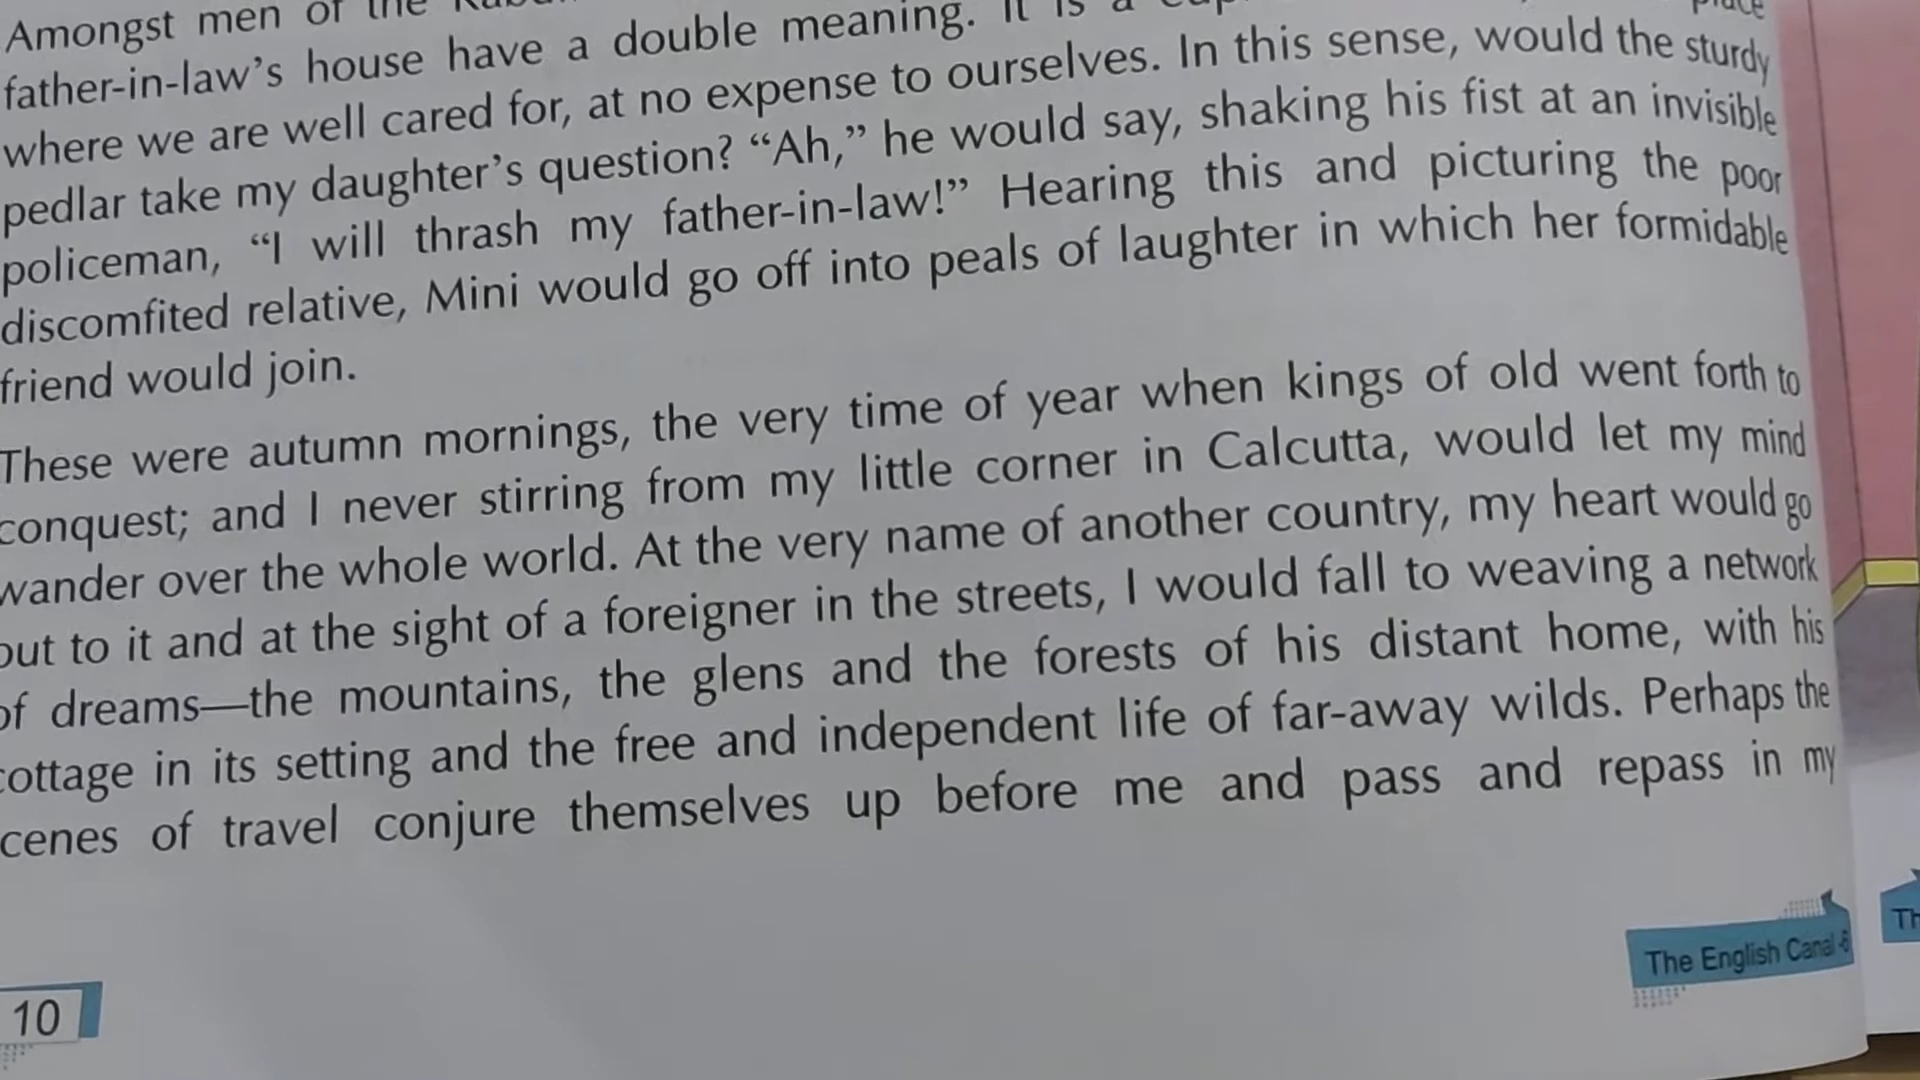 Amongst men of the
father-in-law's house have a double meaning. It is a
where we are well cared for, at no expense to ourselves. In this sense, would the sturdy
pedlar take my daughter's question? “Ah,” he would say, shaking his fist at an invisible
policeman, “I will thrash my father-in-law!” Hearing this and picturing the poor
discomfited relative, Mini would go off into peals of laughter in which her formidable
friend would join.
These were autumn mornings, the very time of year when kings of old went forth to
conquest; and I never stirring from my little corner in Calcutta, would let my mind
wander over the whole world. At the very name of another country, my heart would go
out to it and at the sight of a foreigner in the streets, I would fall to weaving a network
of dreams—the mountains, the glens and the forests of his distant home, with his
cottage in its setting and the free and independent life of far-away wilds. Perhaps the
cenes of travel conjure themselves up before me and pass and repass in my
10
The English Canal-8